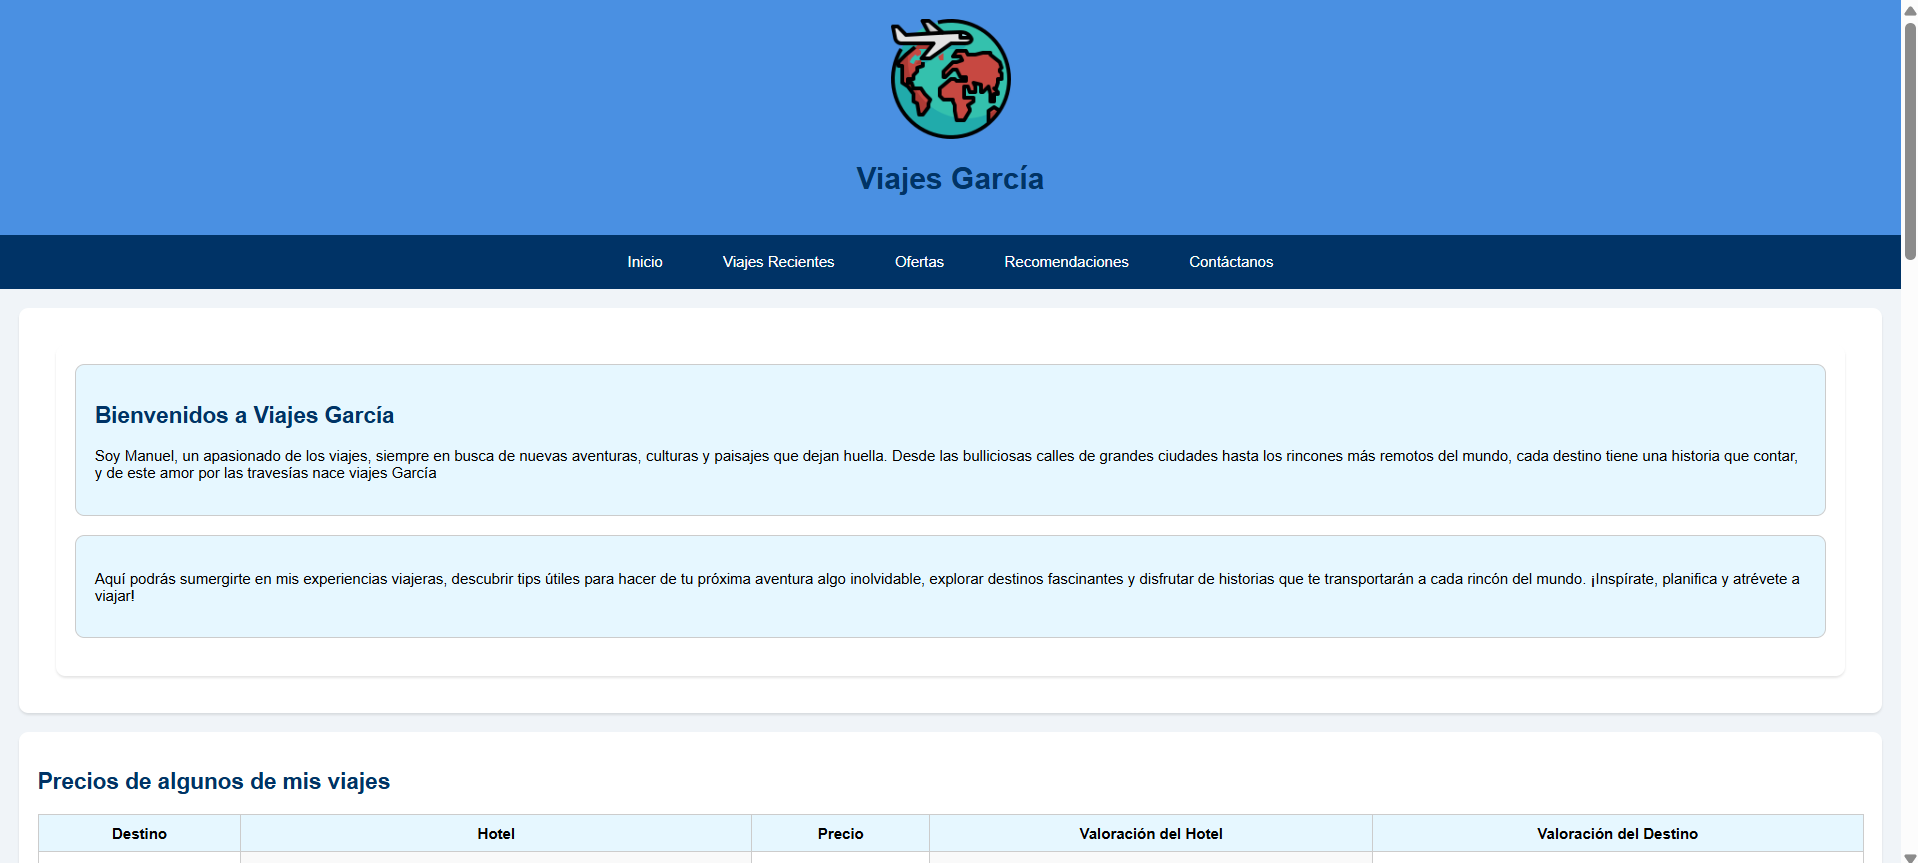 Viajes García
Inicio Viajes Recientes Ofertas Recomendaciones Contáctanos
Bienvenidos a Viajes García
Soy Manuel, un apasionado de los viajes, siempre en busca de nuevas aventuras, culturas y paisajes que dejan huella. Desde las bulliciosas calles de grandes ciudades hasta los rincones más remotos del mundo, cada destino tiene una historia que contar,
y de este amor por las travesías nace viajes García
Aquí podrás sumergirte en mis experiencias viajeras, descubrir tips útiles para hacer de tu próxima aventura algo inolvidable, explorar destinos fascinantes y disfrutar de historias que te transportarán a cada rincón del mundo. ¡Inspírate, planifica y atrévete a
viajar!
Precios de algunos de mis viajes
Destino Hotel Precio Valoración del Hotel Valoración del Destino